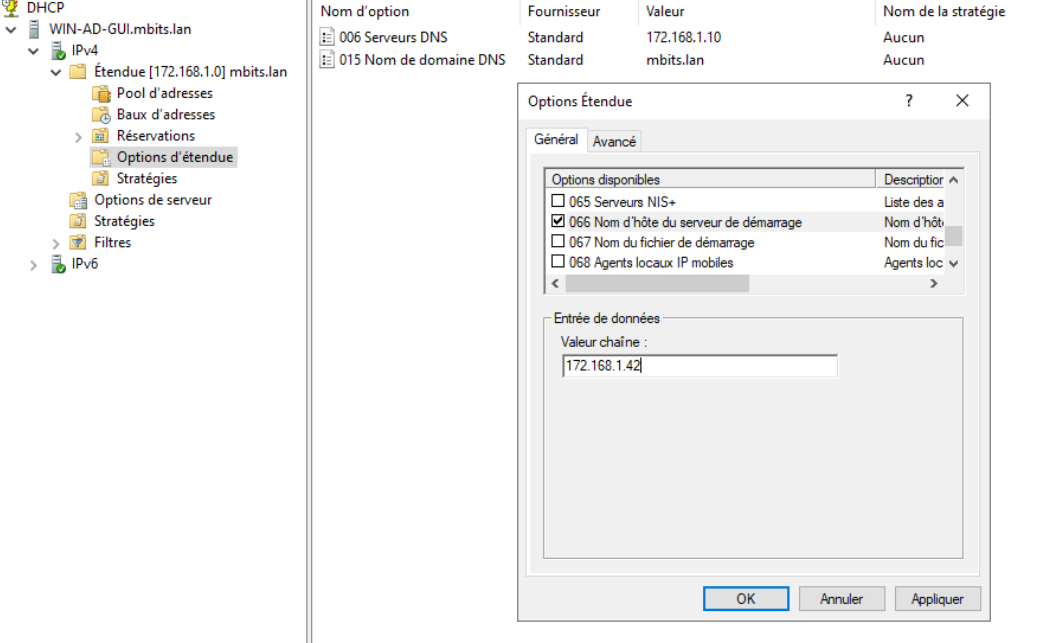 DHCP
WIN-AD-GUI.mbits.lan
IPv4
Étendue [172.168.1.0] mbits.lan
Pool d'adresses
Baux d'adresses
Réservations
Options d'étendue
Stratégies
Options de serveur
Stratégies
Filtres
IPv6
Nom d'option Fournisseur Valeur Nom de la stratégie
006 Serveurs DNS Standard 172.168.1.10 Aucun
015 Nom de domaine DNS Standard mbits.lan Aucun
Options Étendue ?
Général Avancé
Options disponibles Description
065 Serveurs NIS+ Liste des a
066 Nom d'hôte du serveur de démarrage Nom d'hôt
067 Nom du fichier de démarrage Nom du fic
068 Agents locaux IP mobiles Agents loc
Entrée de données
Valeur chaîne :
172.168.1.42
OK Annuler Appliquer